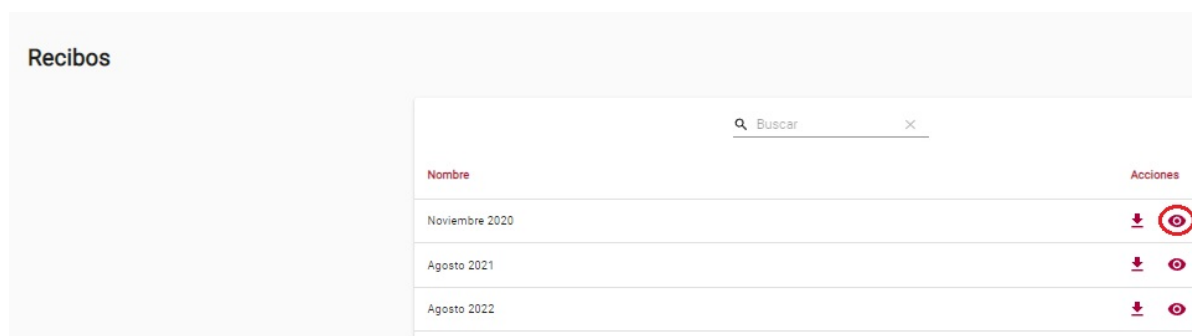 Recibos
Buscar
Nombre Acciones
Noviembre 2020
Agosto 2021
Agosto 2022